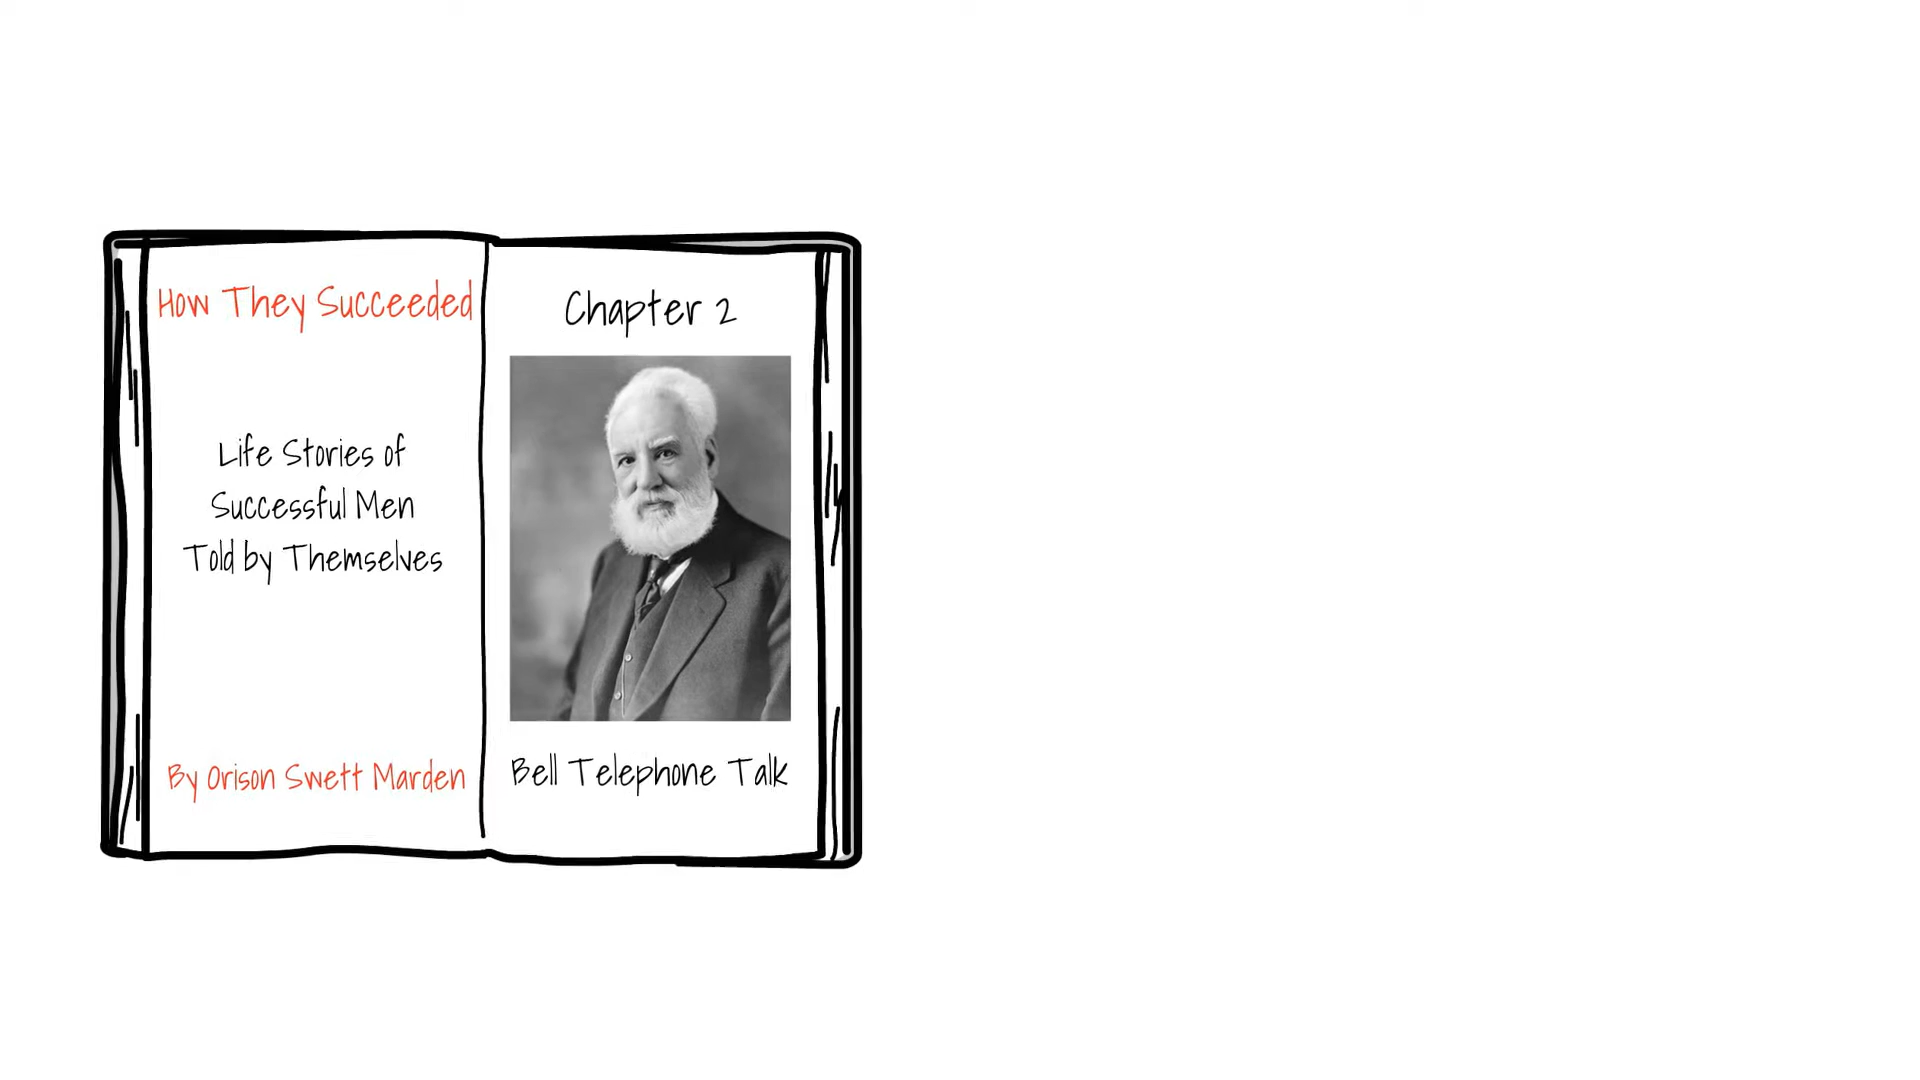 How They Succeeded
Life Stories of
Successful Men
Told by Themselves
By Orison Swett Marden
Chapter 2
Bell Telephone Talk